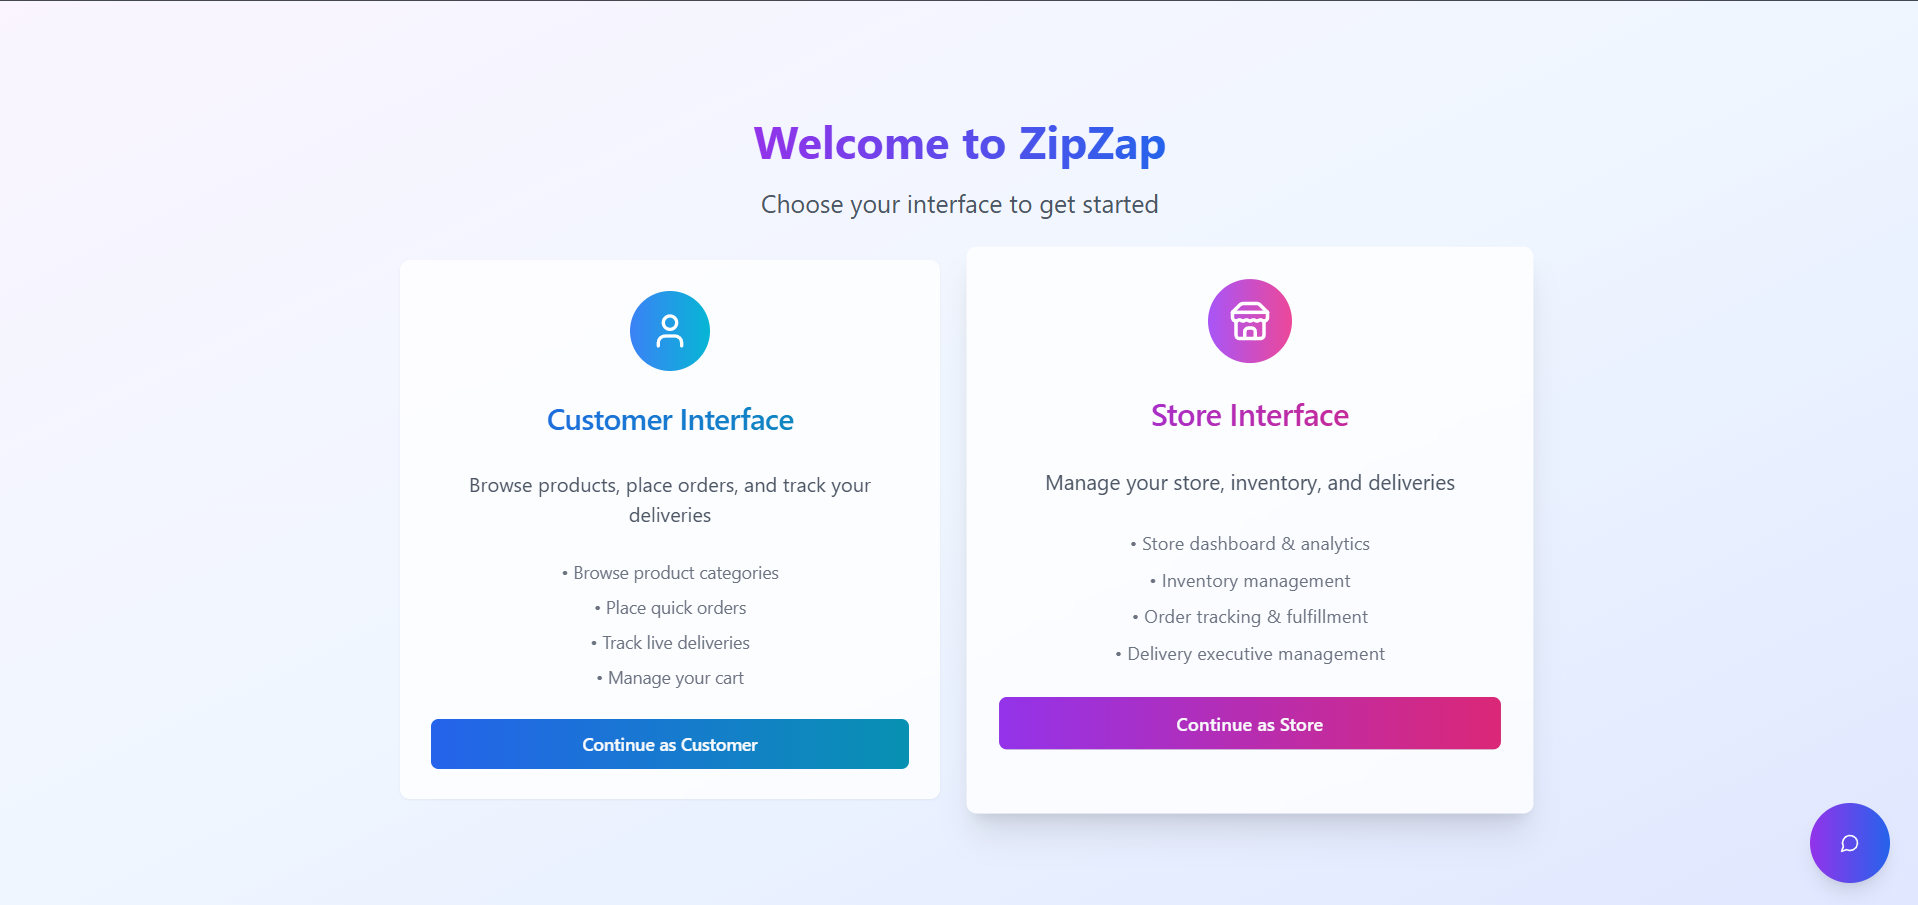 Welcome to ZipZap
Choose your interface to get started
Customer Interface
Browse products, place orders, and track your
deliveries
• Browse product categories
• Place quick orders
• Track live deliveries
• Manage your cart
Continue as Customer
Store Interface
Manage your store, inventory, and deliveries
• Store dashboard & analytics
• Inventory management
• Order tracking & fulfillment
• Delivery executive management
Continue as Store